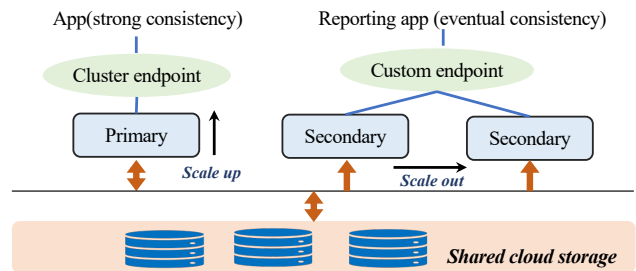 App(strong consistency)
Reporting app (eventual consistency)
Cluster endpoint
Custom endpoint
Primary
Scale up
Secondary
Secondary
Scale out
Shared cloud storage